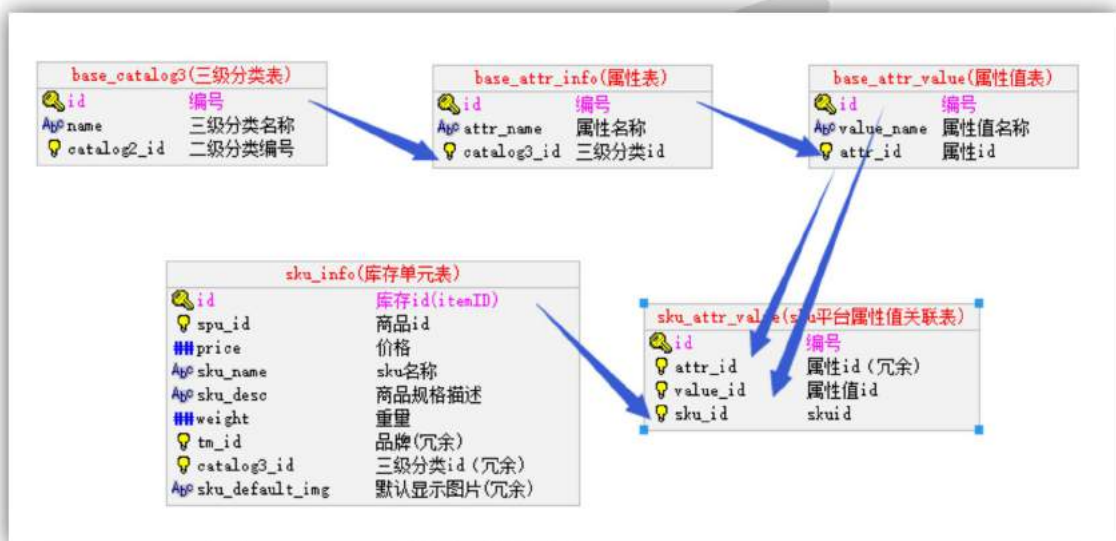 base_catalog3(三级分类表)
id 编号
name 三级分类名称
catalog2_id 二级分类编号
base_attr_info(属性表)
id 编号
attr_name 属性名称
catalog3_id 三级分类id
base_attr_value(属性值表)
id 编号
value_name 属性值名称
attr_id 属性id
sku_info(库存单元表)
id 库存id(itemID)
spu_id 商品id
##price 价格
Abc sku_name sku名称
Abc sku_desc 商品规格描述
##weight 重量
tm_id 品牌(冗余)
catalog3_id 三级分类id(冗余)
Abc sku_default_img 默认显示图片(冗余)
sku_attr_value(sku平台属性值关联表)
id 编号
attr_id 属性id(冗余)
value_id 属性值id
sku_id skuid